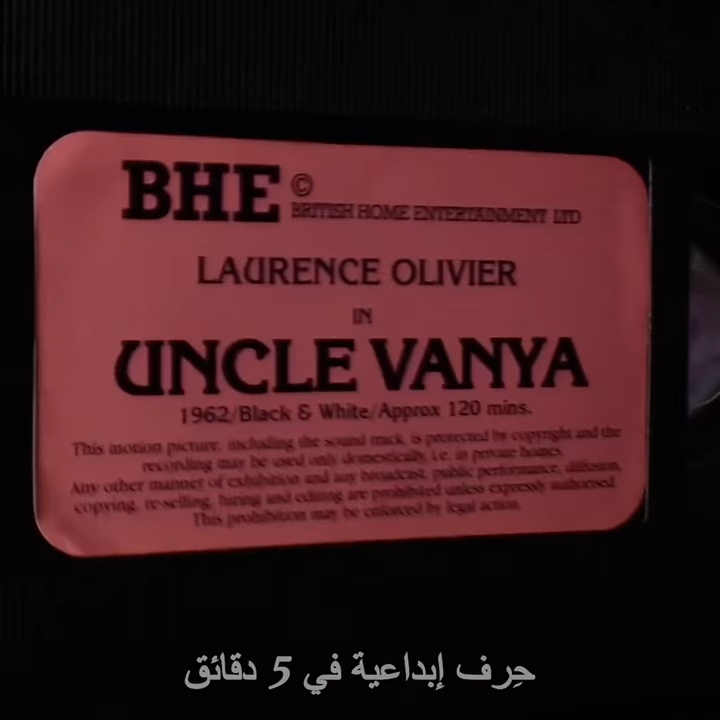 BHE ©
BRITISH HOME ENTERTAINMENT LTD
LAURENCE OLIVIER
IN
UNCLE VANYA
1962/Black & White/Approx 120 mins.
This motion picture, including the sound track, is protected by copyright and the
recording may be used only domestically, i.e. in private homes.
Any other manner of exhibition and any broadcast, public performance, diffusion,
copying, re-selling, hiring and editing are prohibited unless expressly authorised.
This prohibition may be enforced by legal action.
حِرف إبداعية في 5 دقائق